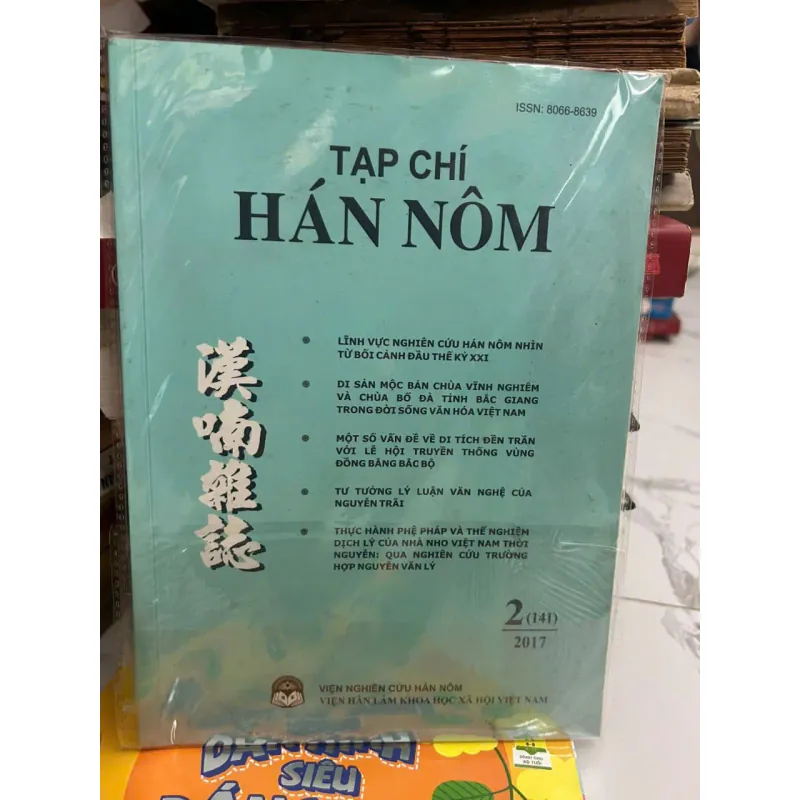 ISSN: 8066-8639
TẠP CHÍ
HÁN NÔM
漢喃雜誌
LĨNH VỰC NGHIÊN CỨU HÁN NÔM NHÌN
TỪ BỐI CẢNH ĐẦU THẾ KỶ XXI
DI SẢN MỘC BẢN CHÙA VĨNH NGHIÊM
VÀ CHÙA BỔ ĐÀ TỈNH BẮC GIANG
TRONG ĐỜI SỐNG VĂN HÓA VIỆT NAM
MỘT SỐ VẤN ĐỀ VỀ DI TÍCH ĐỀN TRẦN
VỚI LỄ HỘI TRUYỀN THỐNG VÙNG
ĐỒNG BẰNG BẮC BỘ
TƯ TƯỞNG LÝ LUẬN VĂN NGHỆ CỦA
NGUYỄN TRÃI
THỰC HÀNH PHỆ PHÁP VÀ THỂ NGHIỆM
DỊCH LÝ CỦA NHÀ NHO VIỆT NAM THỜI
NGUYỄN: QUA NGHIÊN CỨU TRƯỜNG
HỢP NGUYỄN VĂN LÝ
2 (141)
2017
VIỆN NGHIÊN CỨU HÁN NÔM
VIỆN HÀN LÂM KHOA HỌC XÃ HỘI VIỆT NAM
DÁN HÌNH
SIÊU